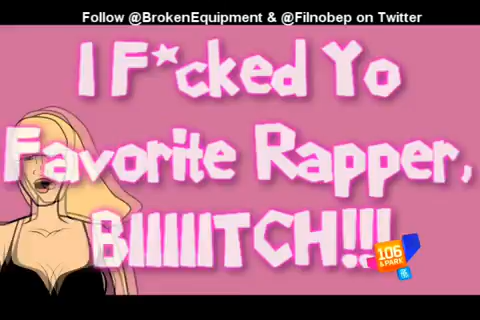 Follow @BrokenEquipment & @Filnobep on Twitter
I F*cked Yo
Favorite Rapper,
BIIIIITCH!!!
106
& PARK